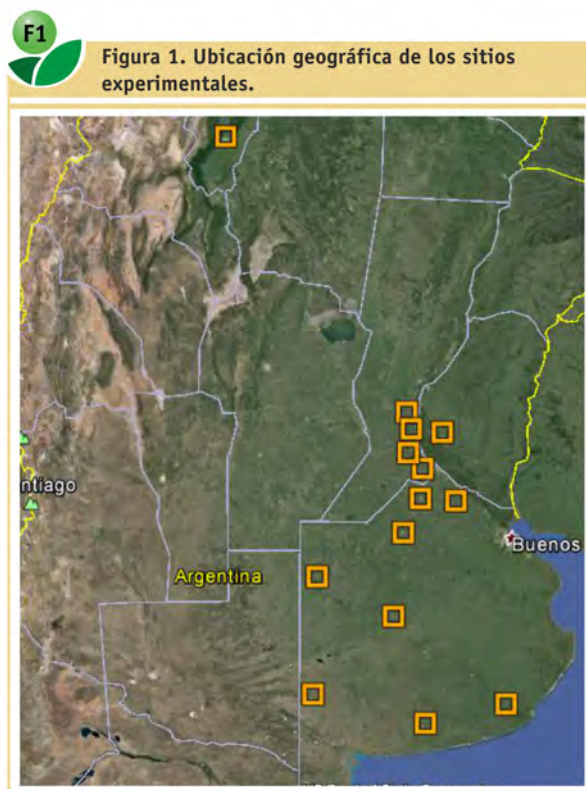 F1
Figura 1. Ubicación geográfica de los sitios
experimentales.
ntiago
Buenos
Argentina